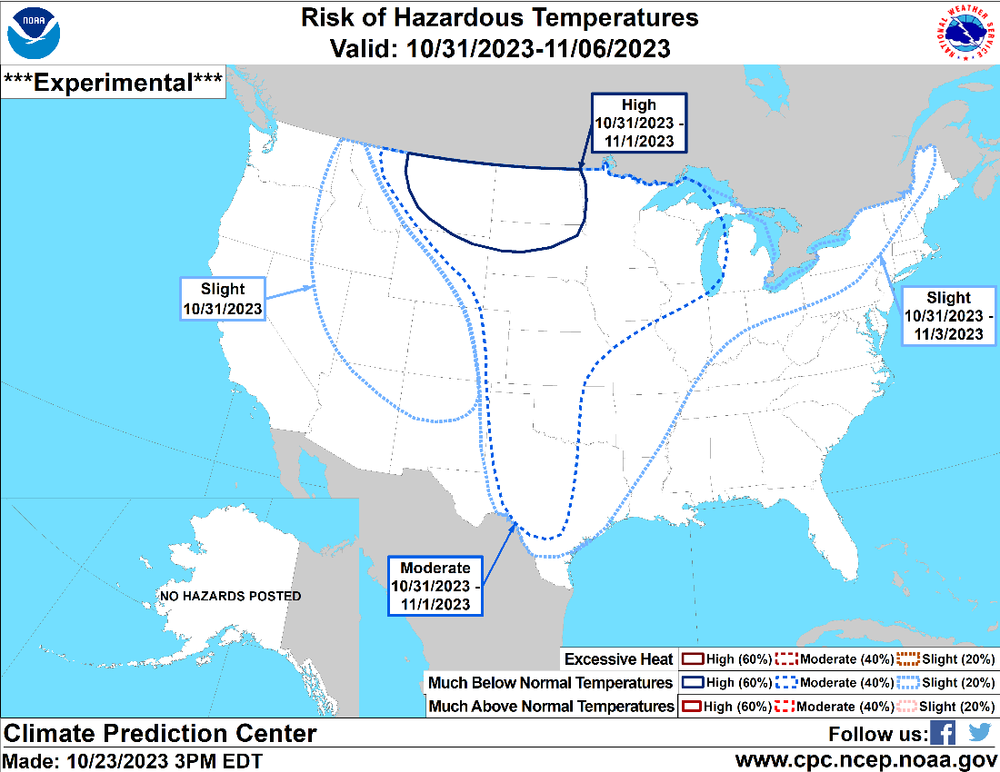 NOAA
Risk of Hazardous Temperatures
Valid: 10/31/2023-11/06/2023
NATIONAL WEATHER SERVICE
***Experimental***
High
10/31/2023 -
11/1/2023
Slight
10/31/2023
Slight
10/31/2023 -
11/3/2023
Moderate
10/31/2023 -
11/1/2023
NO HAZARDS POSTED
Excessive Heat High (60%) Moderate (40%) Slight (20%)
Much Below Normal Temperatures High (60%) Moderate (40%) Slight (20%)
Much Above Normal Temperatures High (60%) Moderate (40%) Slight (20%)
Climate Prediction Center
Follow us:
Made: 10/23/2023 3PM EDT
www.cpc.ncep.noaa.gov